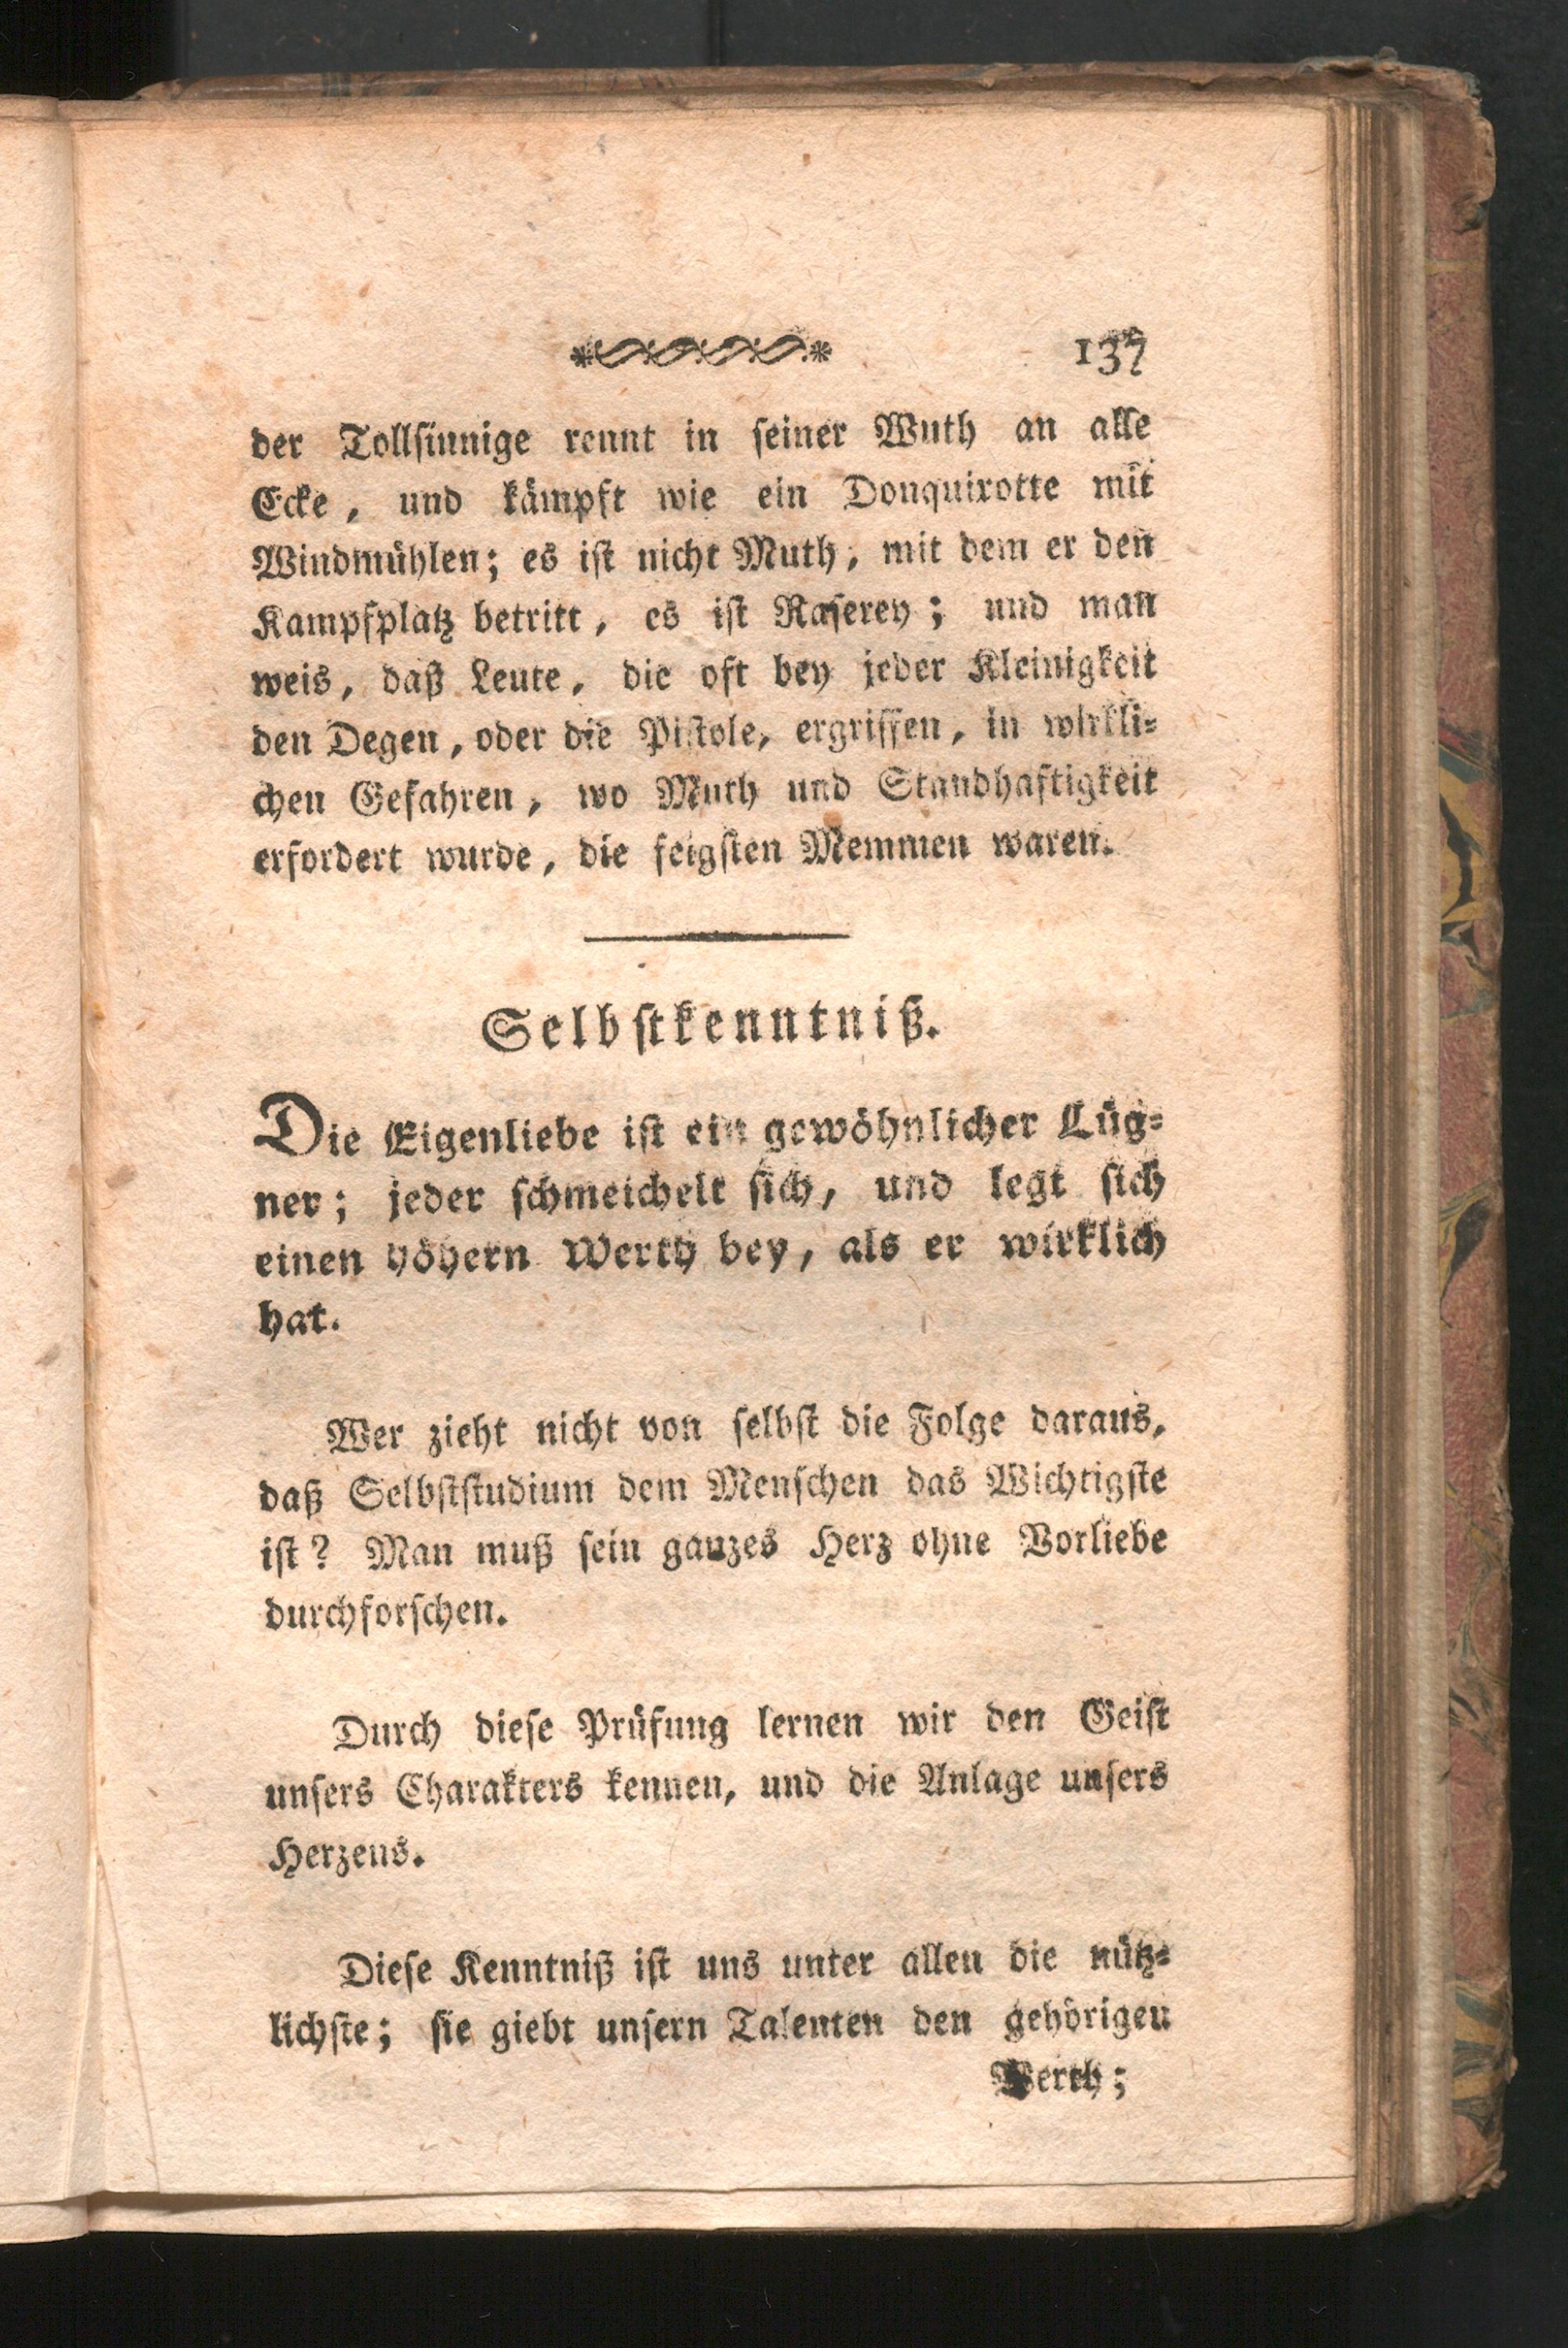 137
der Tollsinnige rennt in seiner Wuth an alle
Ecke, und kämpft wie ein Donquixotte mit
Windmühlen; es ist nicht Muth, mit dem er den
Kampfplatz betritt, es ist Raserey; und man
weis, daß Leute, die oft bey jeder Kleinigkeit
den Degen, oder die Pistole, ergriffen, in wirkli-
chen Gefahren, wo Muth und Standhaftigkeit
erfordert wurde, die feigsten Memmen waren.
Selbstkenntniß.
Die Eigenliebe ist ein gewöhnlicher Lüg-
ner; jeder schmeichelt sich, und legt sich
einen höhern Werth bey, als er wirklich
hat.
Wer zieht nicht von selbst die Folge daraus,
daß Selbststudium dem Menschen das Wichtigste
ist? Man muß sein ganzes Herz ohne Vorliebe
durchforschen.
Durch diese Prüfung lernen wir den Geist
unsers Charakters kennen, und die Anlage unsers
Herzens.
Diese Kenntniß ist uns unter allen die nütz-
lichste; sie giebt unsern Talenten den gehörigen
Werth;